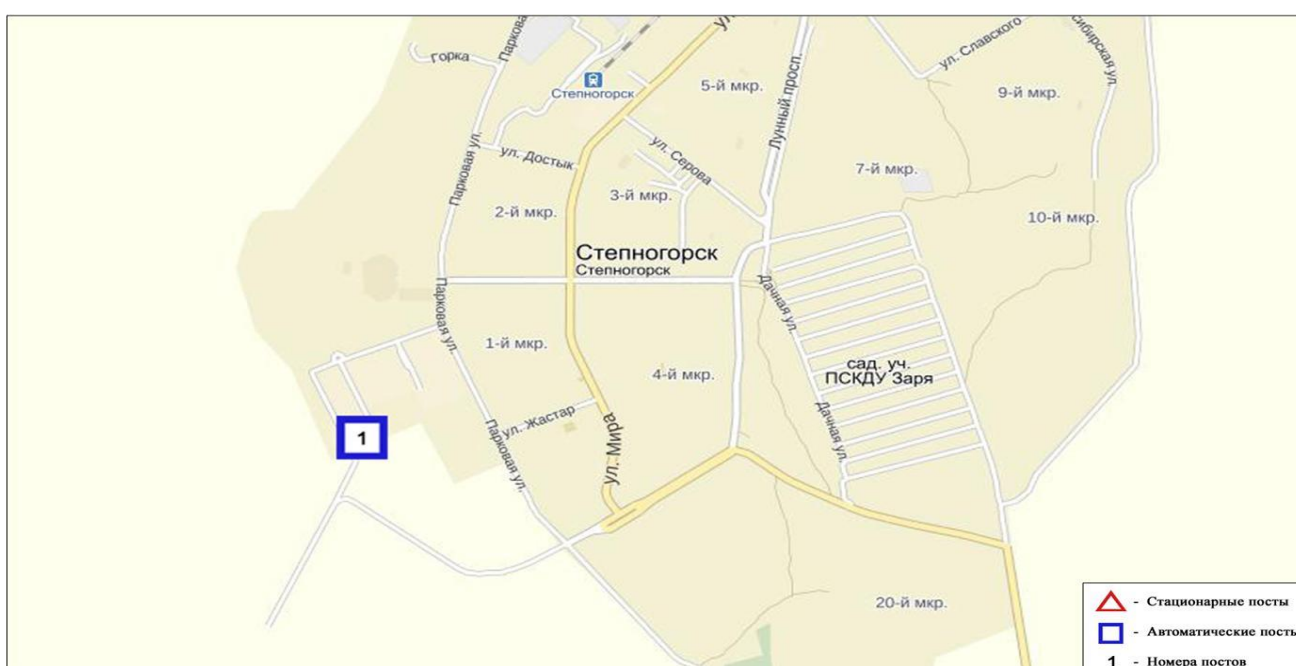 ул.
Паркова
Горка
Степногорск
5-й мкр.
Лунный просп.
ул. Славского
сибирская ул.
9-й мкр.
ул. Достык
ул. Серова
Парковая ул.
2-й мкр.
3-й мкр.
7-й мкр.
10-й мкр.
Степногорск
Степногорск
Парковая ул.
Дачная ул.
1-й мкр.
4-й мкр.
сад. уч.
ПСКДУ Заря
1
ул. Жастар
Парковая ул.
ул. Мира
Дачная ул.
20-й мкр.
- Стационарные посты
- Автоматические посты
1 - Номера постов